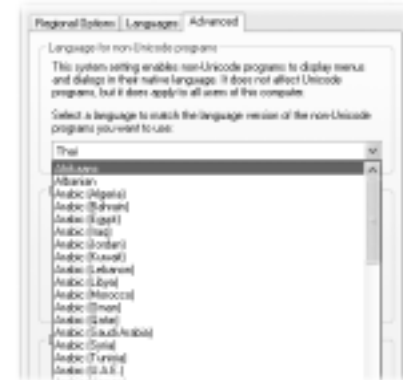 Regional Options Languages Advanced
Language for non-Unicode programs
This system setting enables non-Unicode programs to display menus
and dialogs in their native language. It does not affect Unicode
programs, but it does apply to all users of this computer.
Select a language to match the language version of the non-Unicode
programs you want to use:
Thai
Afrikaans
Albanian
Arabic (Algeria)
Arabic (Bahrain)
Arabic (Egypt)
Arabic (Iraq)
Arabic (Jordan)
Arabic (Kuwait)
Arabic (Lebanon)
Arabic (Libya)
Arabic (Morocco)
Arabic (Oman)
Arabic (Qatar)
Arabic (Saudi Arabia)
Arabic (Syria)
Arabic (Tunisia)
Arabic (U.A.E.)